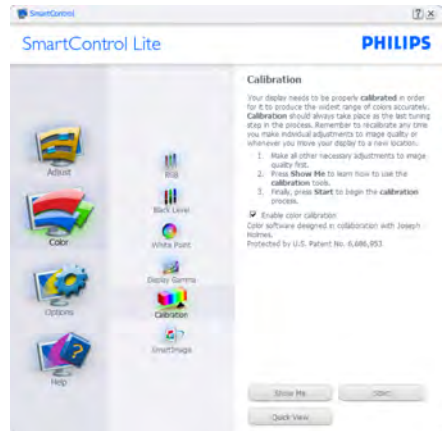 SmartControl
SmartControl Lite
PHILIPS
Adjust
Color
Options
Help
RGB
Black Level
White Point
Display Gamma
Calibration
SmartImage
Calibration
Your display needs to be properly calibrated in order
for it to produce the widest range of colors accurately.
Calibration should always take place as the last tuning
step in the process. Remember to recalibrate any time
you make individual adjustments to image quality or
whenever you move your display to a new location.
1. Make all other necessary adjustments to image
quality first.
2. Press Show Me to learn how to use the
calibration tools.
3. Finally, press Start to begin the calibration
process.
Enable color calibration
Color software designed in collaboration with Joseph
Holmes.
Protected by U.S. Patent No. 6,686,953
Show Me
Start
Quick View